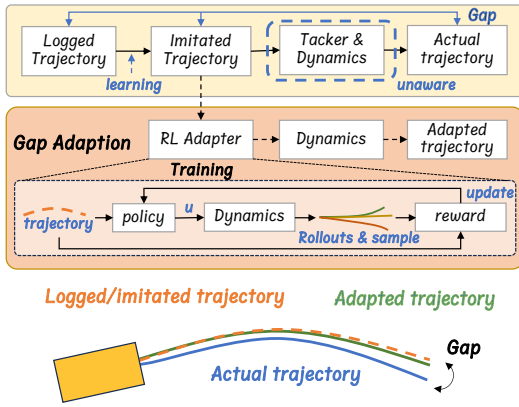 Gap
Logged
Trajectory
Imitated
Trajectory
Tacker &
Dynamics
Actual
trajectory
learning
unaware
Gap Adaption
RL Adapter
Dynamics
Adapted
trajectory
Training
update
trajectory
policy
u
Dynamics
reward
Rollouts & sample
Logged/imitated trajectory
Adapted trajectory
Gap
Actual trajectory